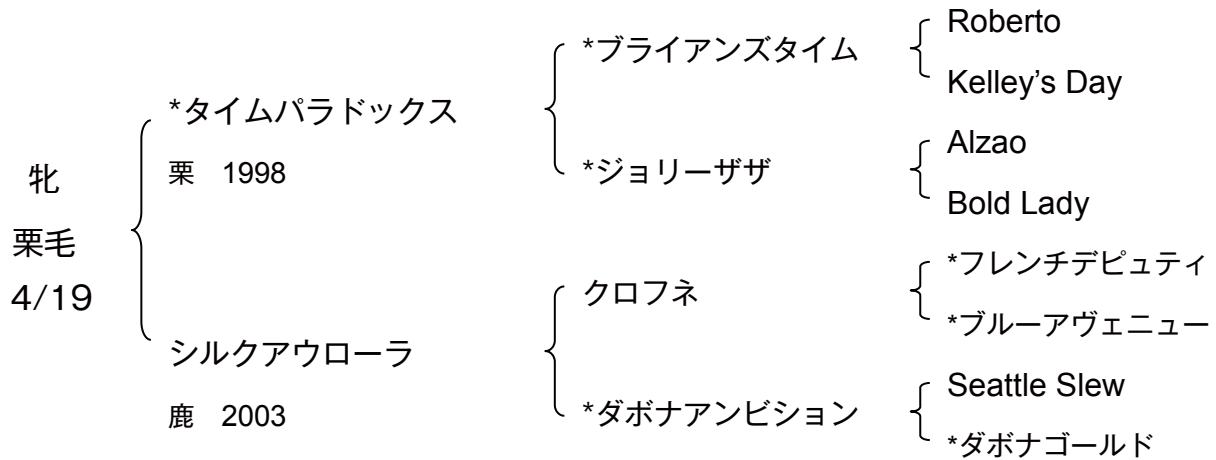 牝
栗毛
4/19
*タイムパラドックス
栗 1998
シルクアウローラ
鹿 2003
*ブライアンズタイム
*ジョリーザザ
クロフネ
*ダボナアンビション
Roberto
Kelley’s Day
Alzao
Bold Lady
*フレンチデピュティ
*ブルーアヴェニュー
Seattle Slew
*ダボナゴールド